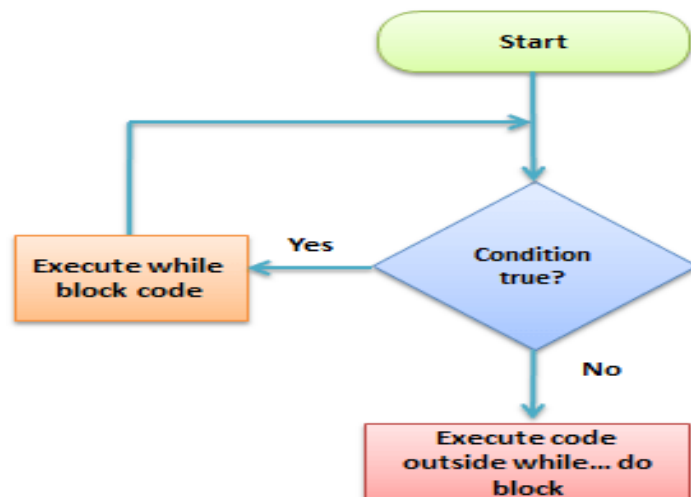 Start
Condition
true?
Yes
Execute while
block code
No
Execute code
outside while... do
block